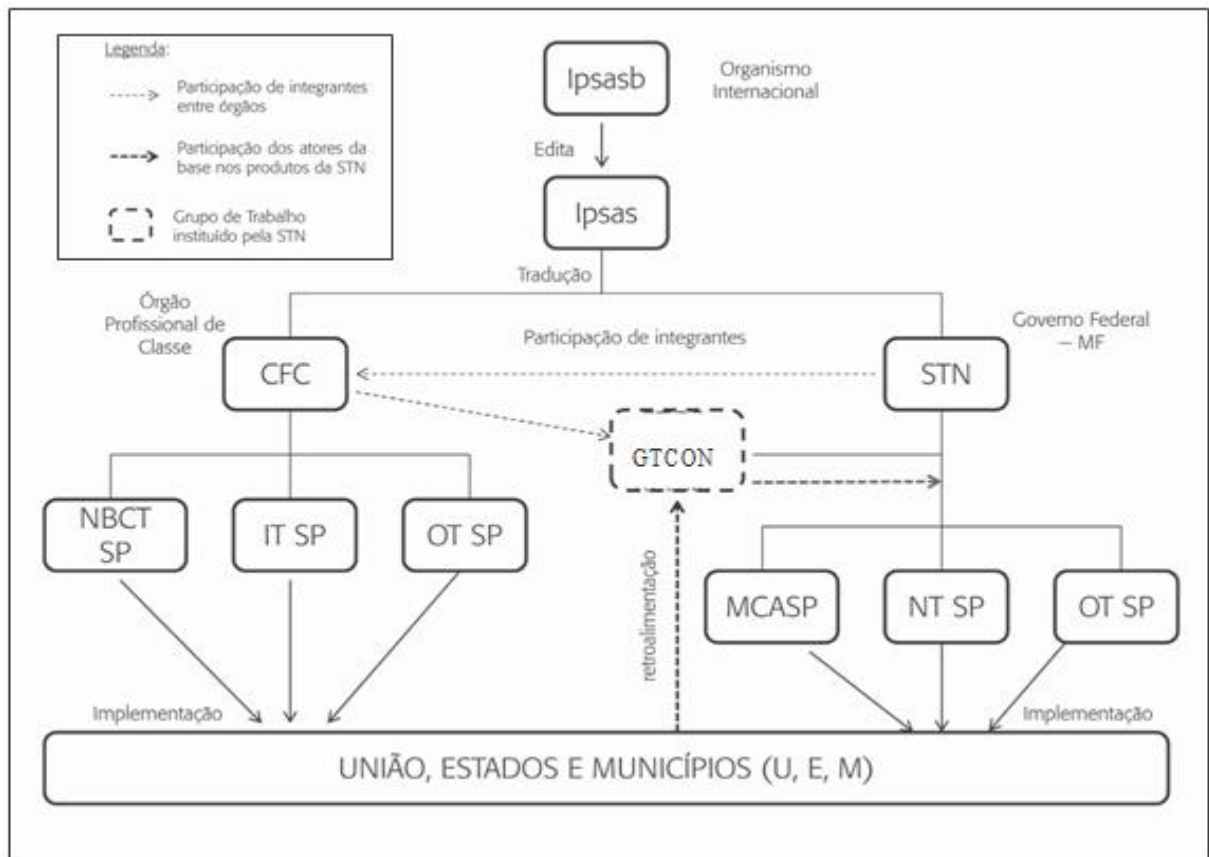 Legenda:
Participação de integrantes
entre órgãos
Participação dos atores da
base nos produtos da STN
Grupo de Trabalho
instituído pela STN
Ipsasb
Organismo
Internacional
Edita
Ipsas
Tradução
Órgão
Profissional de
Classe
Participação de integrantes
Governo Federal
– MF
CFC
STN
GTCON
NBCT
SP
IT SP
OT SP
retroalimentação
MCASP
NT SP
OT SP
Implementação
Implementação
UNIÃO, ESTADOS E MUNICÍPIOS (U, E, M)